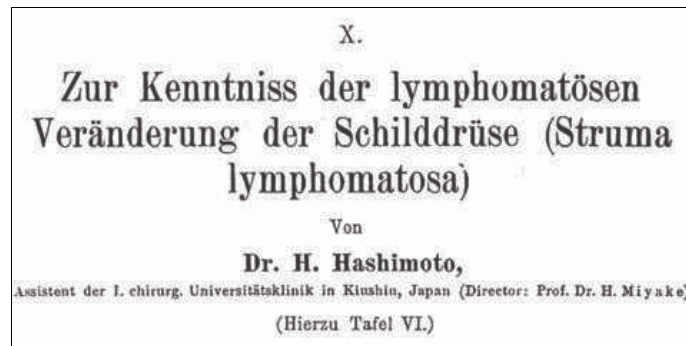 X.
Zur Kenntniss der lymphomatösen
Veränderung der Schilddrüse (Struma
lymphomatosa)
Von
Dr. H. Hashimoto,
Assistent der I. chirurg. Universitätsklinik in Kiushiu, Japan (Director: Prof. Dr. H. Miyake)
(Hierzu Tafel VI.)